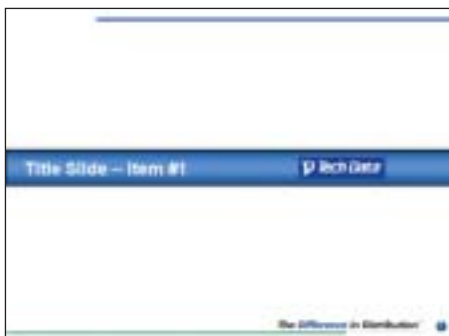 Title Slide – Item #1
Tech Data
The Difference in Distribution